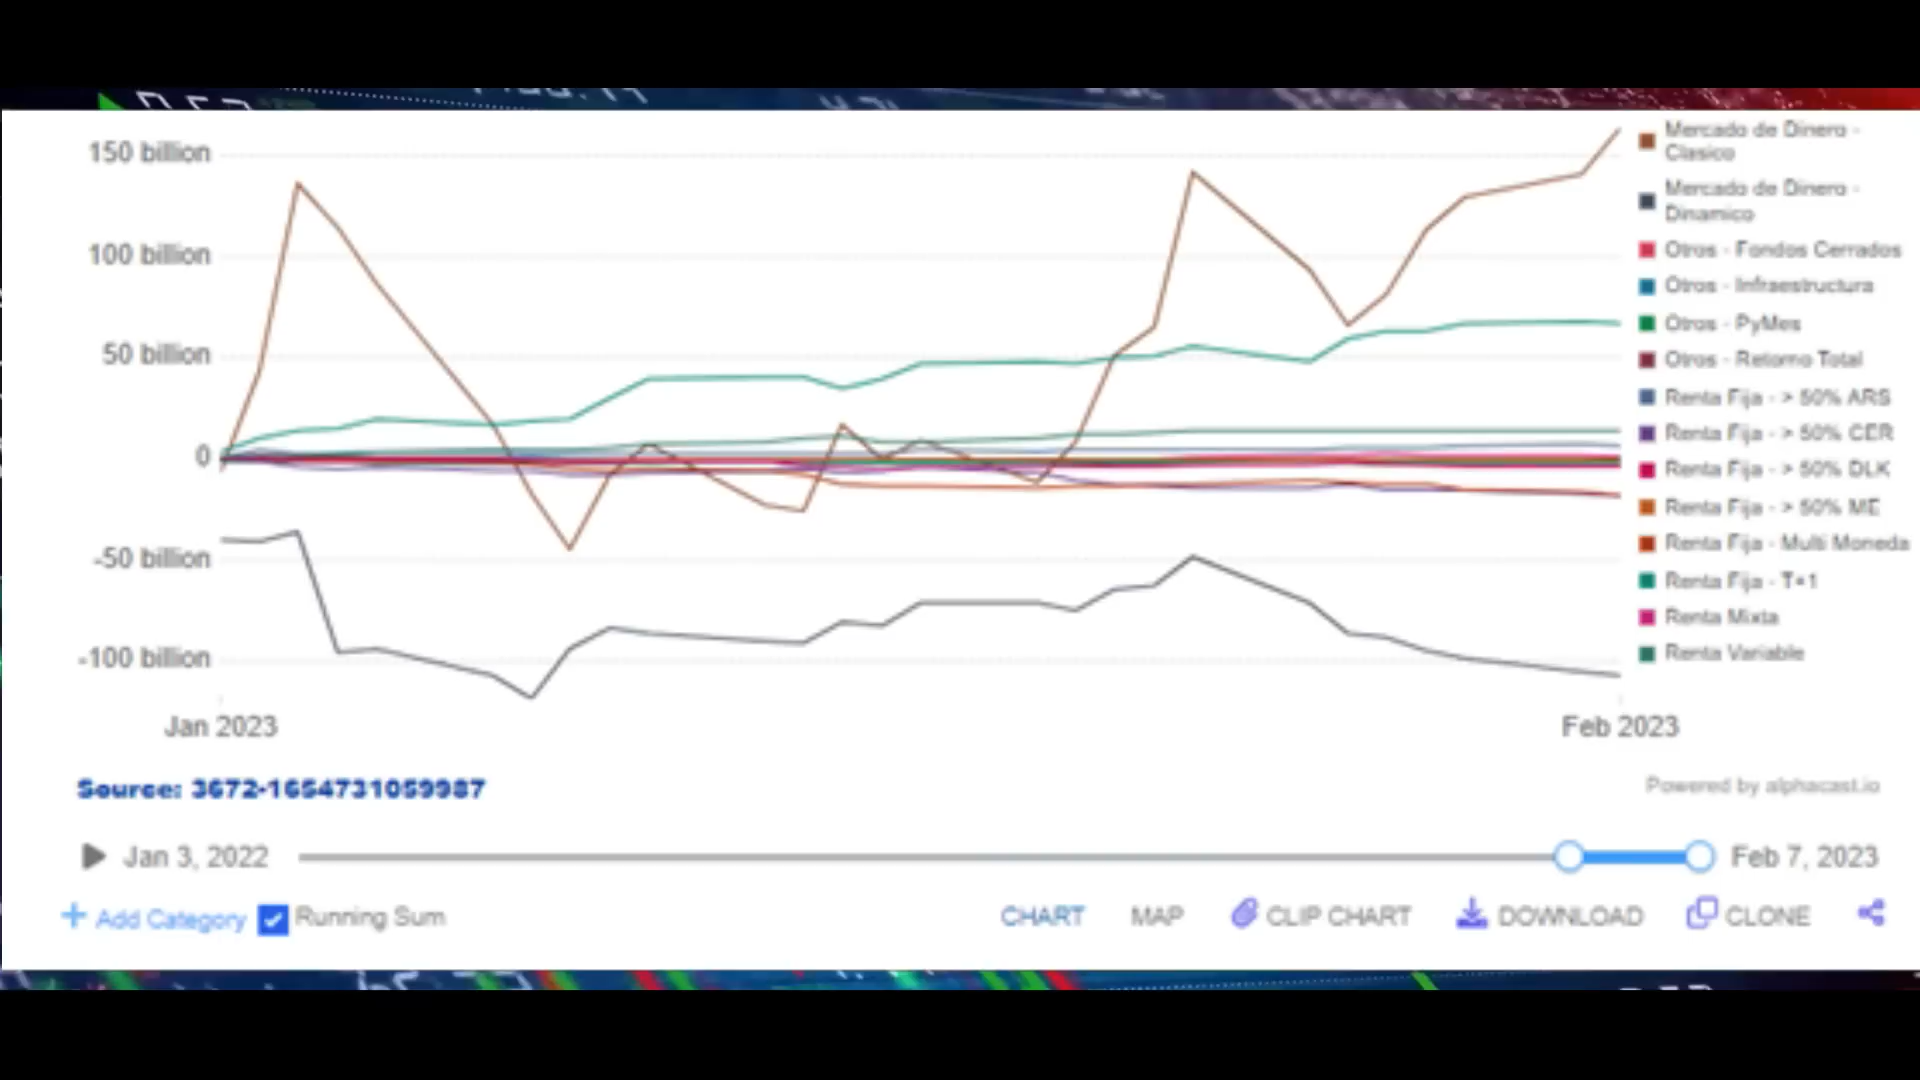 150 billion
100 billion
50 billion
0
-50 billion
-100 billion
Jan 2023
Feb 2023
Mercado de Dinero -
Clasico
Mercado de Dinero -
Dinamico
Otros - Fondos Cerrados
Otros - Infraestructura
Otros - PyMes
Otros - Retorno Total
Renta Fija - > 50% ARS
Renta Fija - > 50% CER
Renta Fija - > 50% DLK
Renta Fija - > 50% ME
Renta Fija - Multi Moneda
Renta Fija - T+1
Renta Mixta
Renta Variable
Source: 3672-1654731059987
Powered by alphacast.io
Jan 3, 2022
Feb 7, 2023
+ Add Category
Running Sum
CHART
MAP
CLIP CHART
DOWNLOAD
CLONE